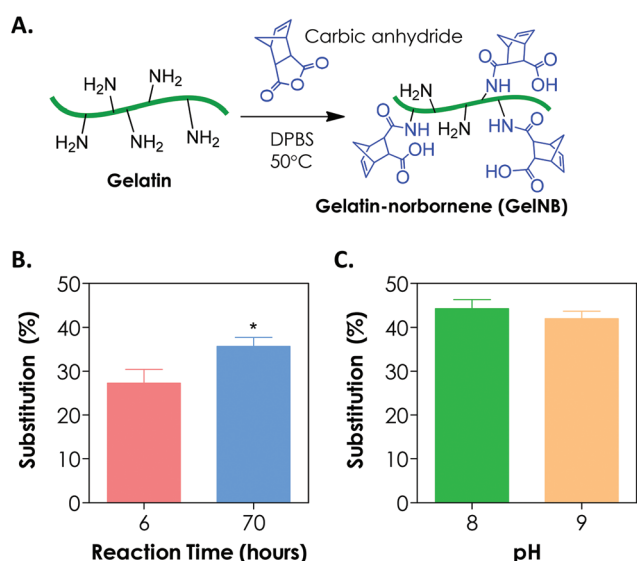 A.
Carbic anhydride
O
O
O
H₂N
NH₂
NH₂
H₂N
H₂N
NH₂
Gelatin
DPBS
50°C
O
NH
O
OH
H₂N
H₂N
O
NH
OH
O
HN
O
HO
O
Gelatin-norbornene (GelNB)
B.
Substitution (%)
50
40
30
20
10
0
*
6
70
Reaction Time (hours)
C.
Substitution (%)
50
40
30
20
10
0
8
9
pH